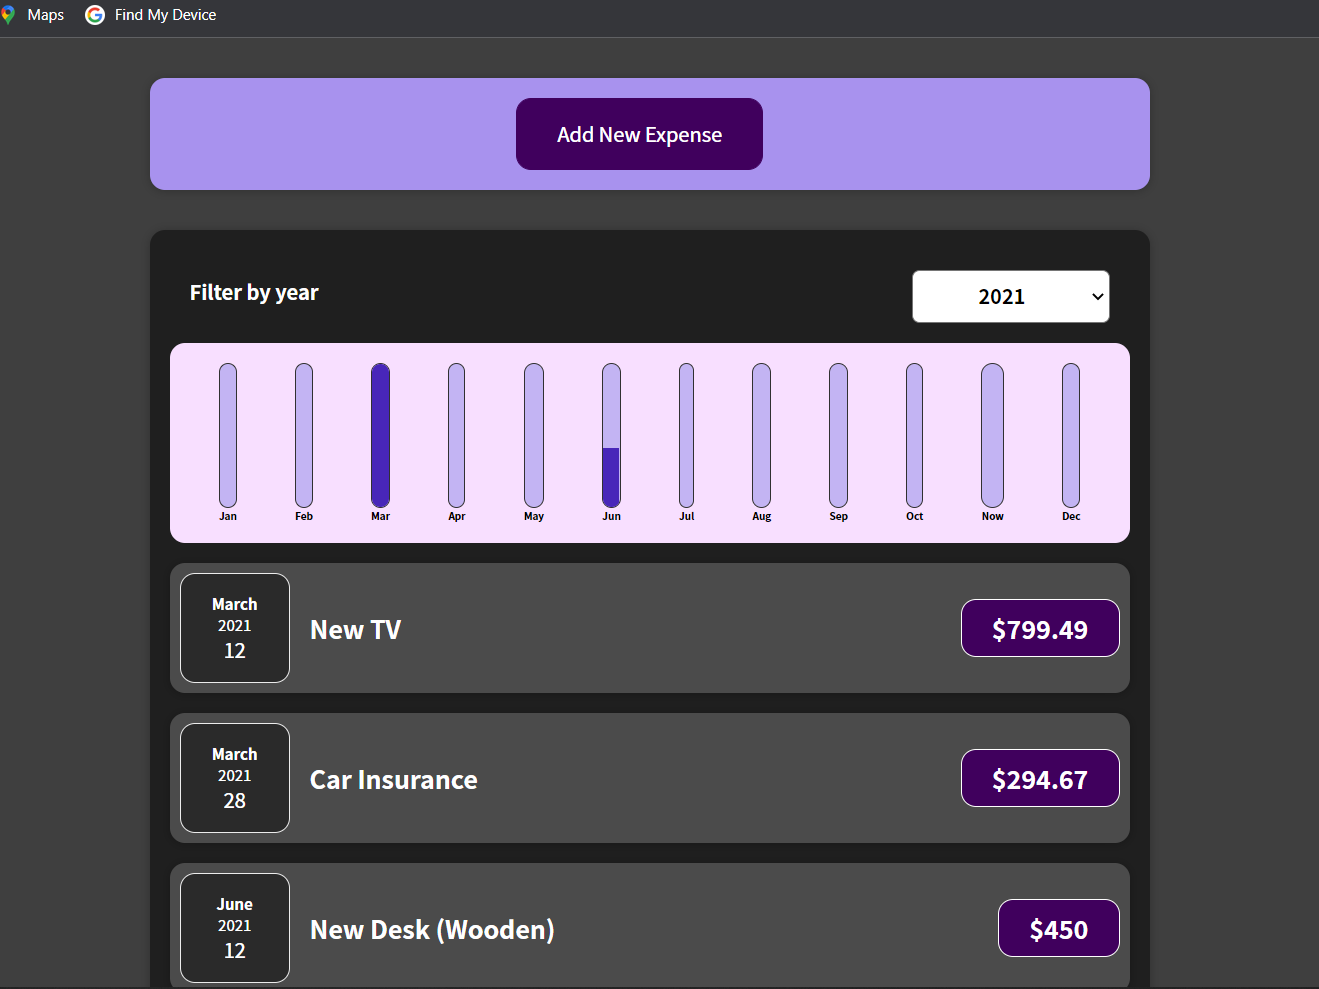 Maps Find My Device
Add New Expense
Filter by year
2021
Jan Feb Mar Apr May Jun Jul Aug Sep Oct Now Dec
March
2021
12
New TV
$799.49
March
2021
28
Car Insurance
$294.67
June
2021
12
New Desk (Wooden)
$450